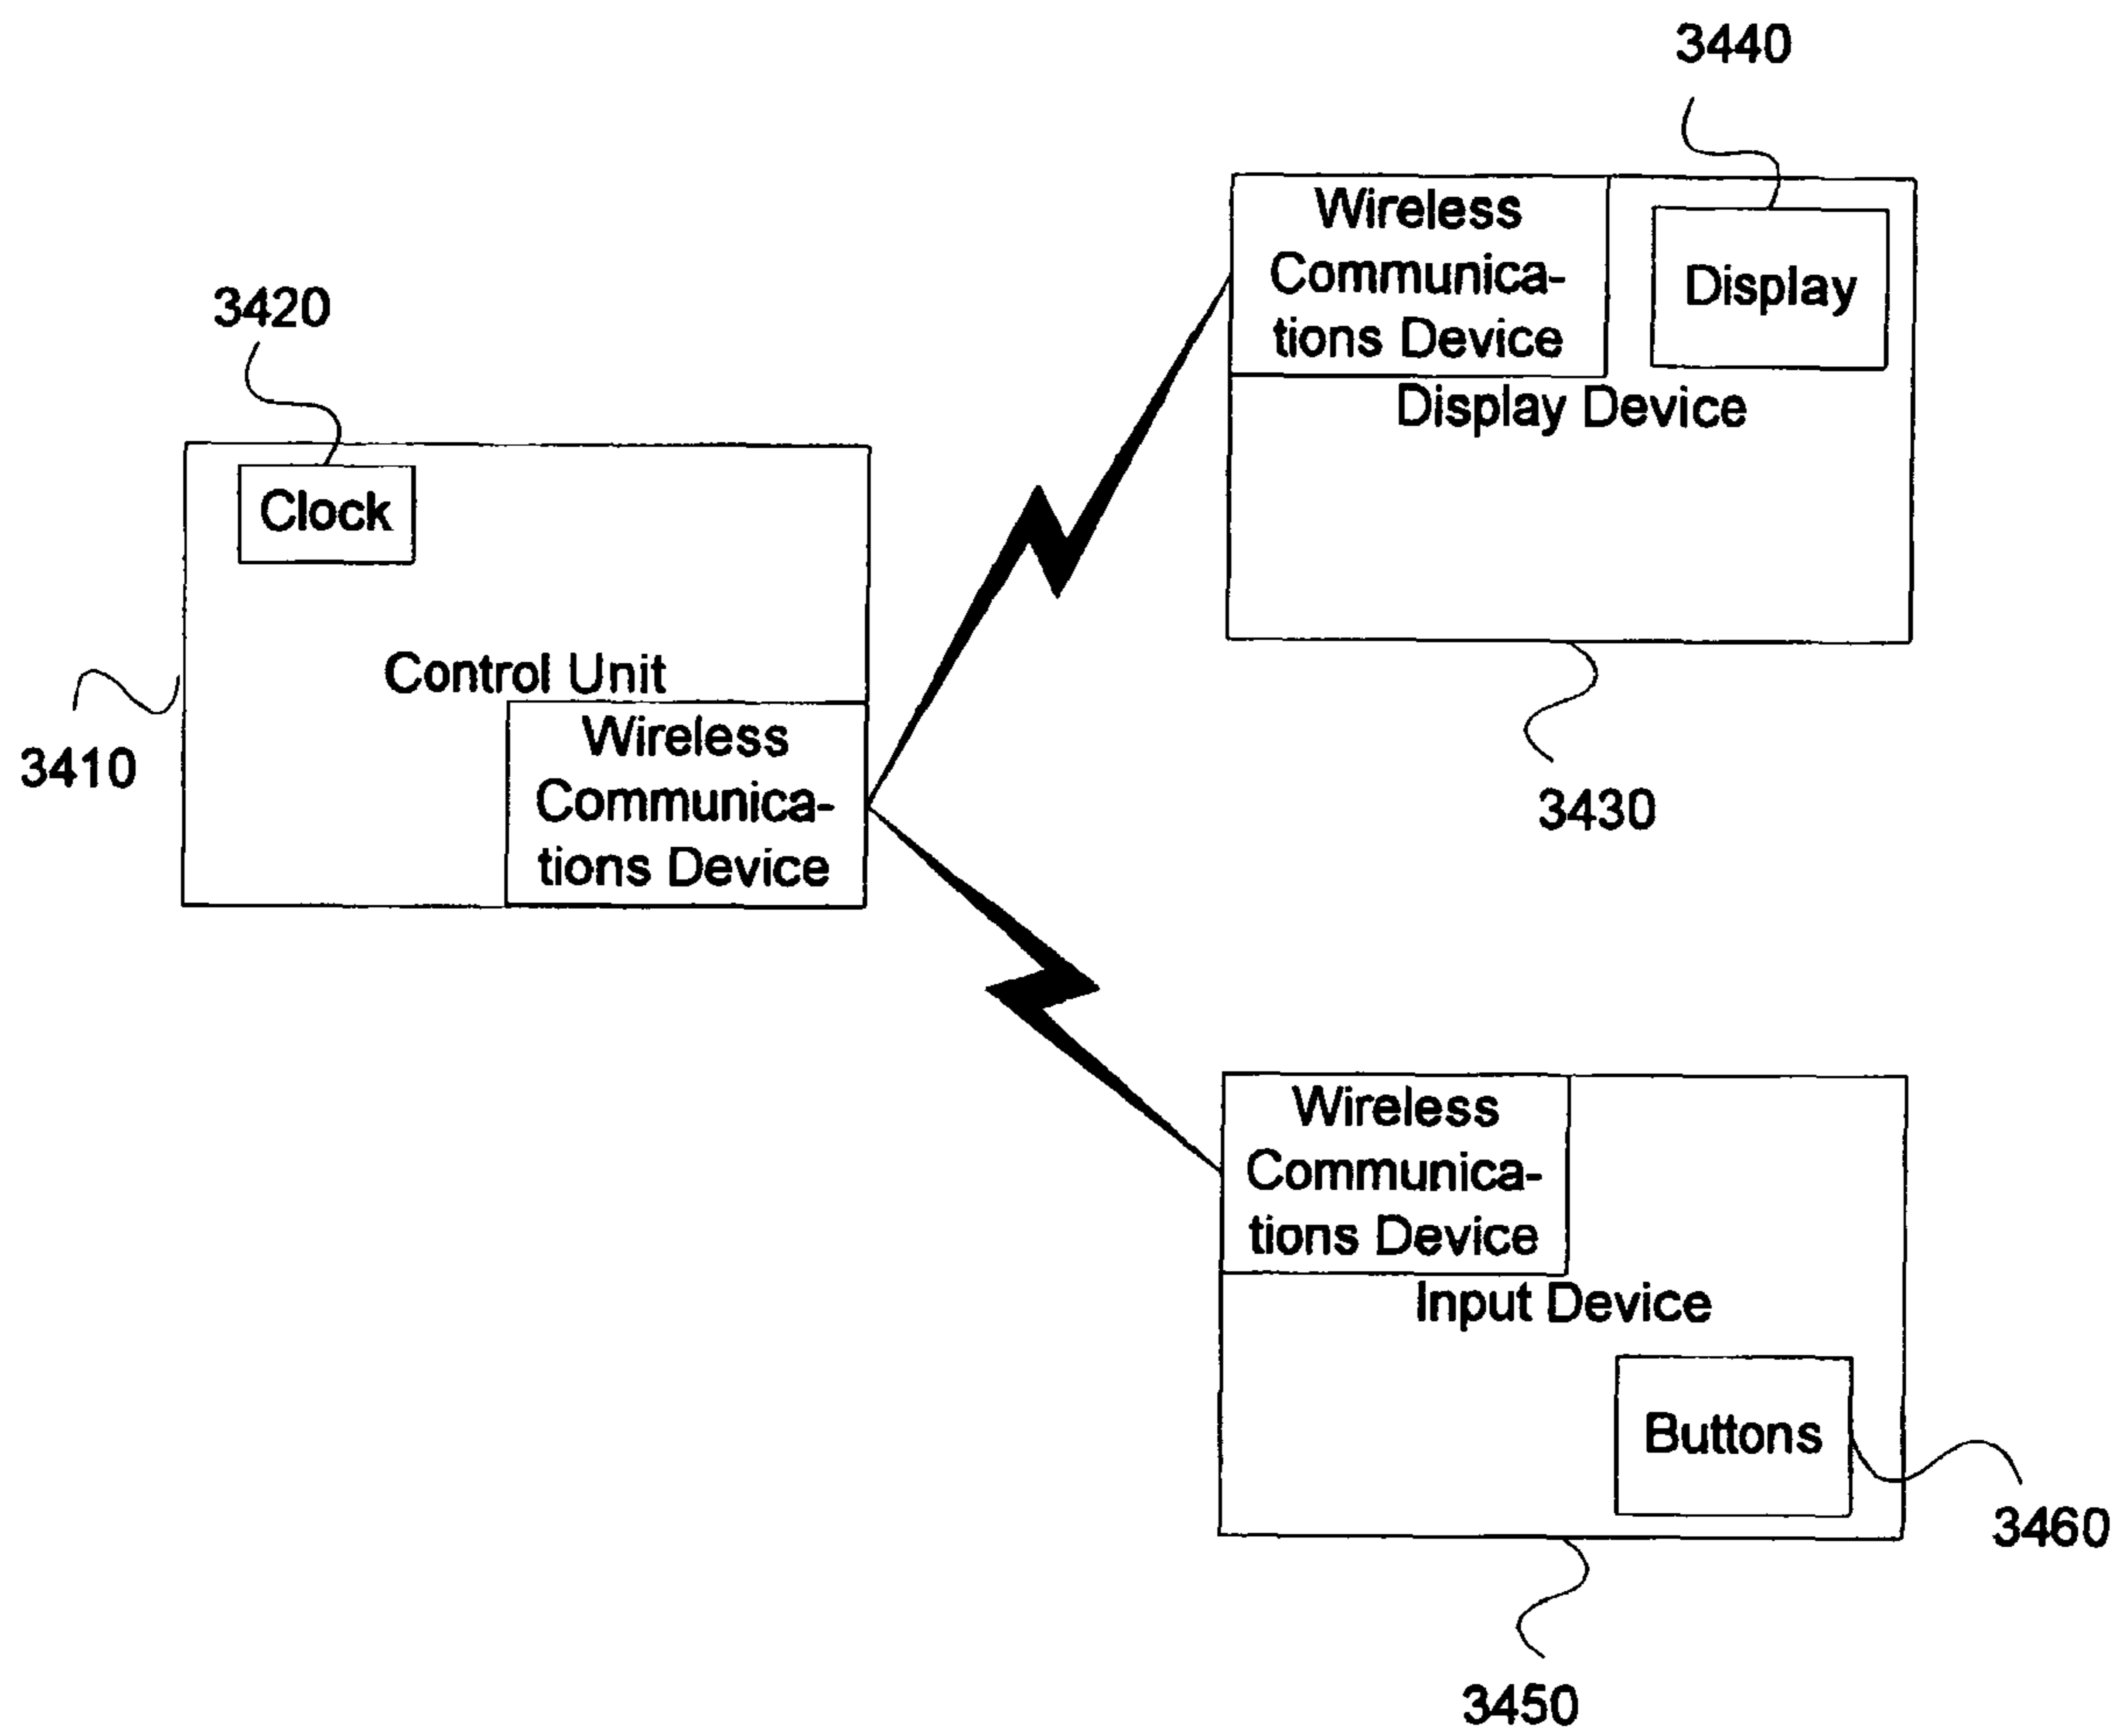 3440
Wireless
Communica-
tions Device
Display
Display Device
3430
3420
Clock
Control Unit
Wireless
Communica-
tions Device
3410
Wireless
Communica-
tions Device
Input Device
Buttons
3460
3450